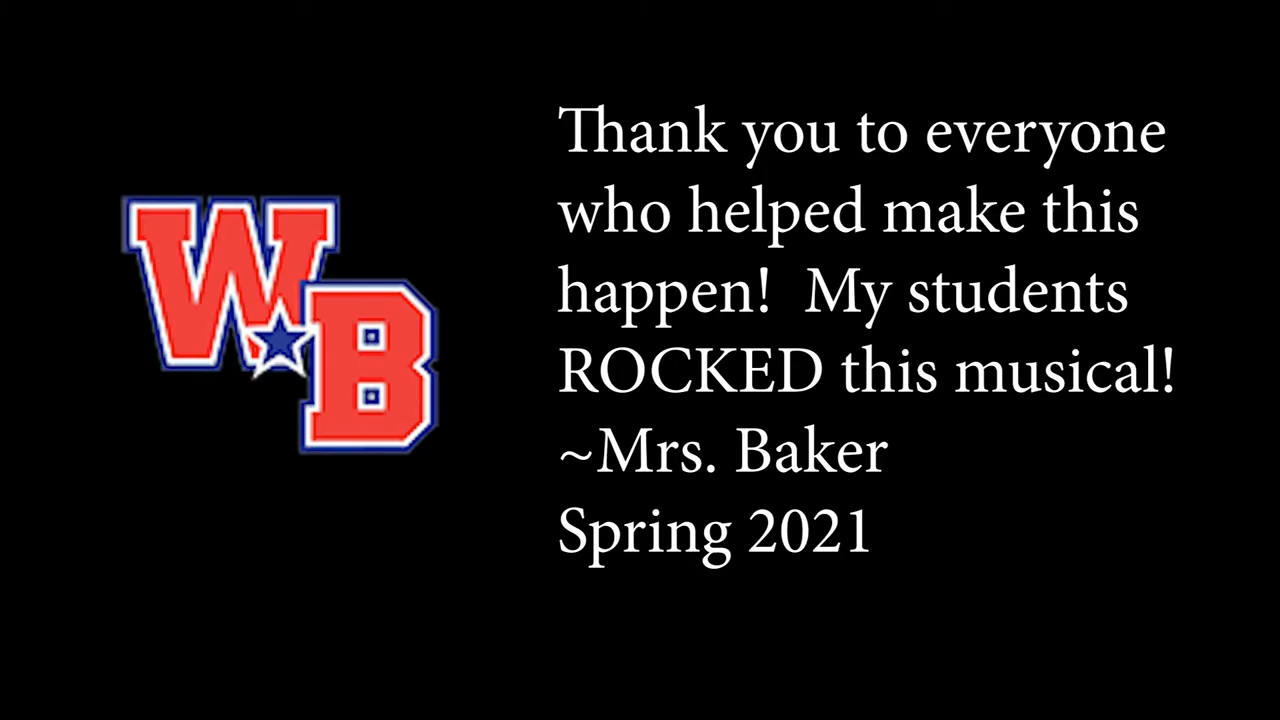 WB
Thank you to everyone
who helped make this
happen!  My students
ROCKED this musical!
~Mrs. Baker
Spring 2021